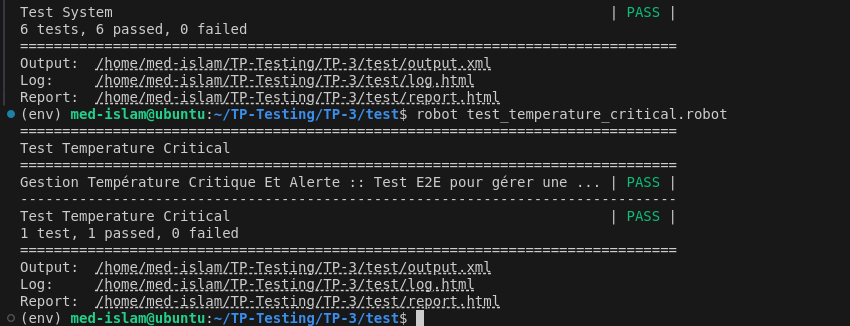 Test System | PASS |
6 tests, 6 passed, 0 failed
==============================================================================
Output:  /home/med-islam/TP-Testing/TP-3/test/output.xml
Log:     /home/med-islam/TP-Testing/TP-3/test/log.html
Report:  /home/med-islam/TP-Testing/TP-3/test/report.html
(env) med-islam@ubuntu:~/TP-Testing/TP-3/test$ robot test_temperature_critical.robot
==============================================================================
Test Temperature Critical
==============================================================================
Gestion Température Critique Et Alerte :: Test E2E pour gérer une ... | PASS |
------------------------------------------------------------------------------
Test Temperature Critical | PASS |
1 test, 1 passed, 0 failed
==============================================================================
Output:  /home/med-islam/TP-Testing/TP-3/test/output.xml
Log:     /home/med-islam/TP-Testing/TP-3/test/log.html
Report:  /home/med-islam/TP-Testing/TP-3/test/report.html
(env) med-islam@ubuntu:~/TP-Testing/TP-3/test$